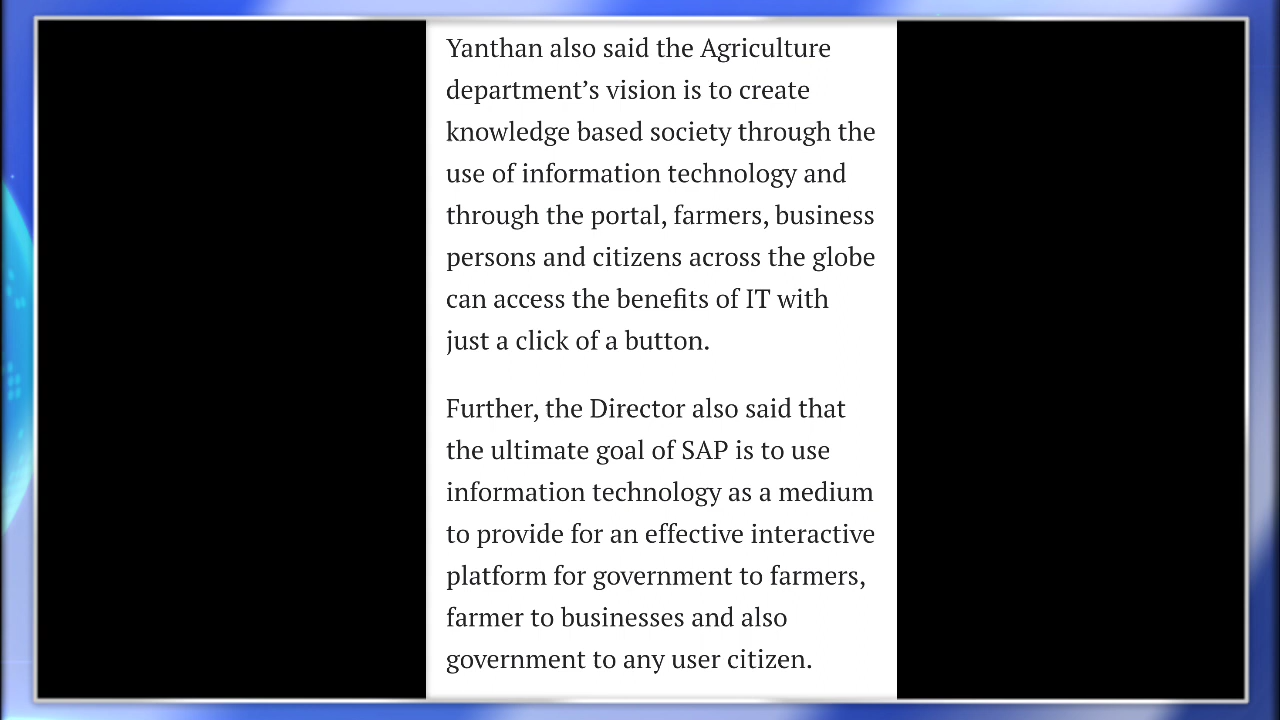 Yanthan also said the Agriculture
department’s vision is to create
knowledge based society through the
use of information technology and
through the portal, farmers, business
persons and citizens across the globe
can access the benefits of IT with
just a click of a button.
Further, the Director also said that
the ultimate goal of SAP is to use
information technology as a medium
to provide for an effective interactive
platform for government to farmers,
farmer to businesses and also
government to any user citizen.